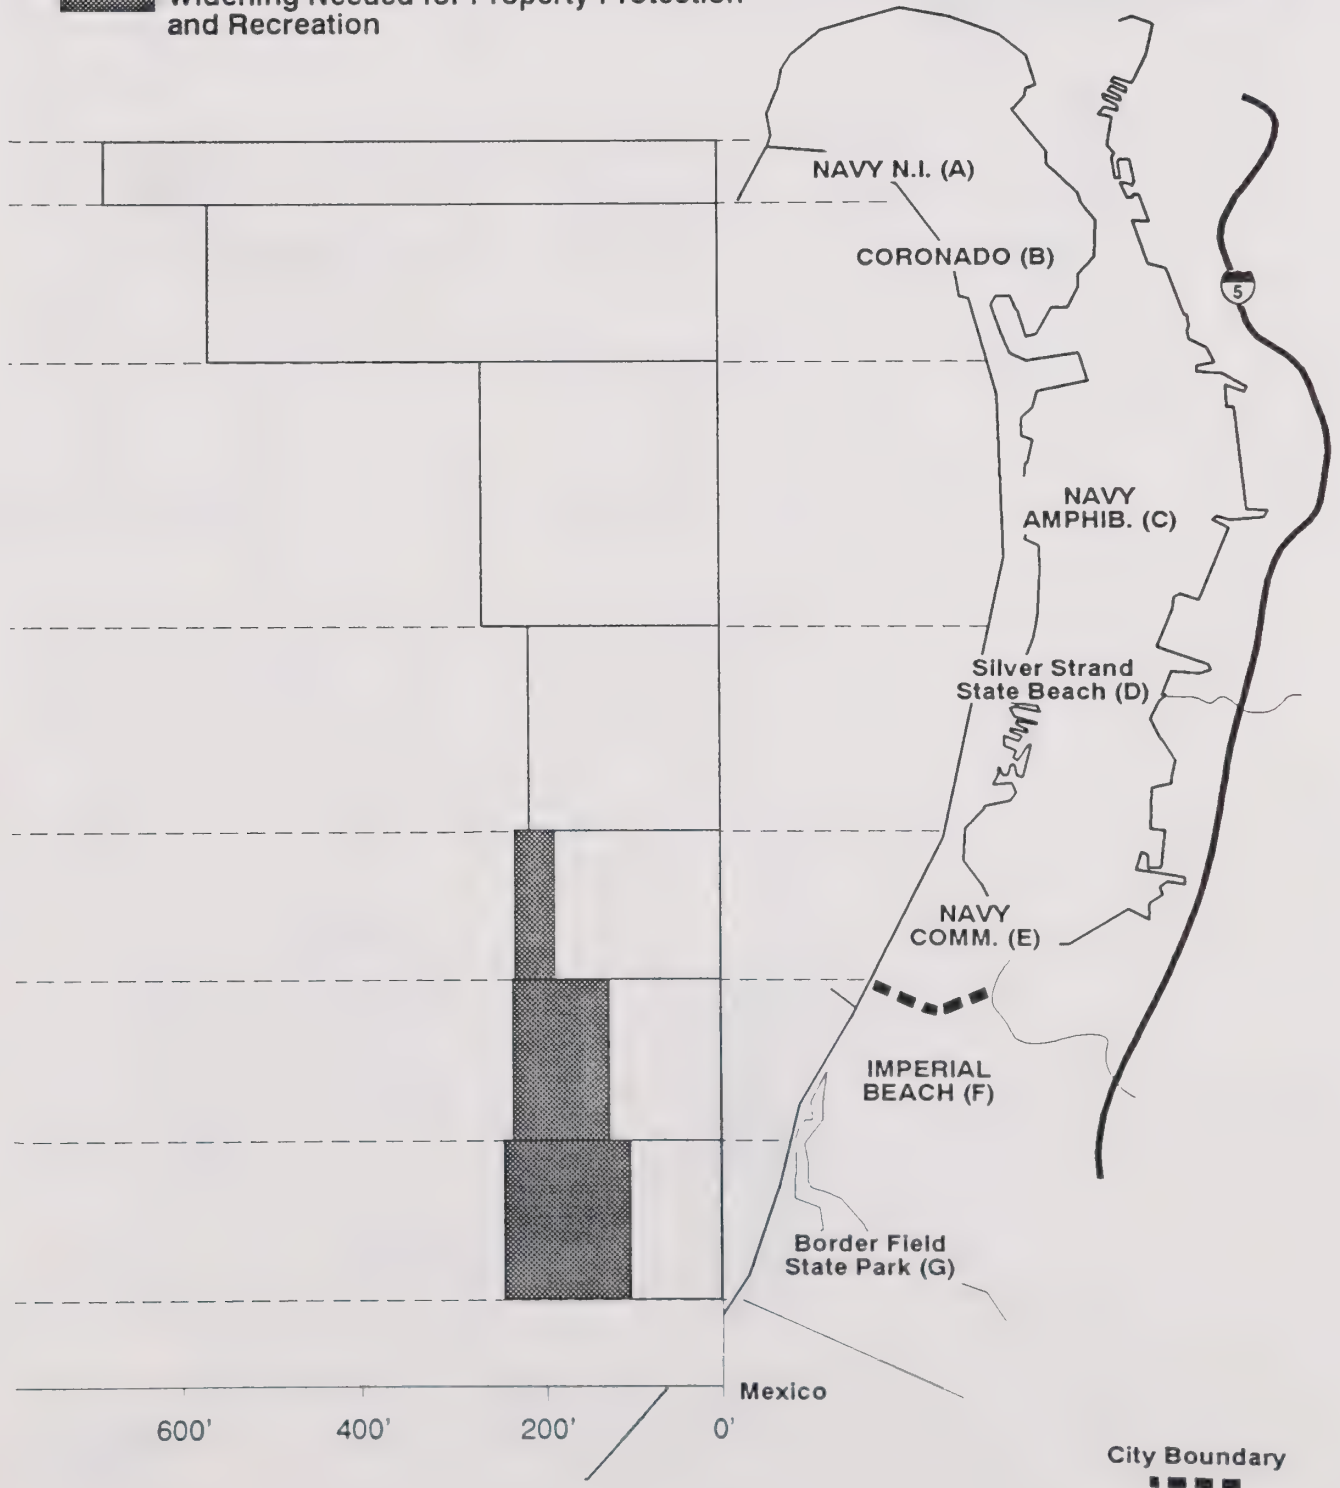 Widening Needed for Property Protection
and Recreation
NAVY N.I. (A)
CORONADO (B)
5
NAVY
AMPHIB. (C)
Silver Strand
State Beach (D)
NAVY
COMM. (E)
IMPERIAL
BEACH (F)
Border Field
State Park (G)
Mexico
600'
400'
200'
0'
City Boundary